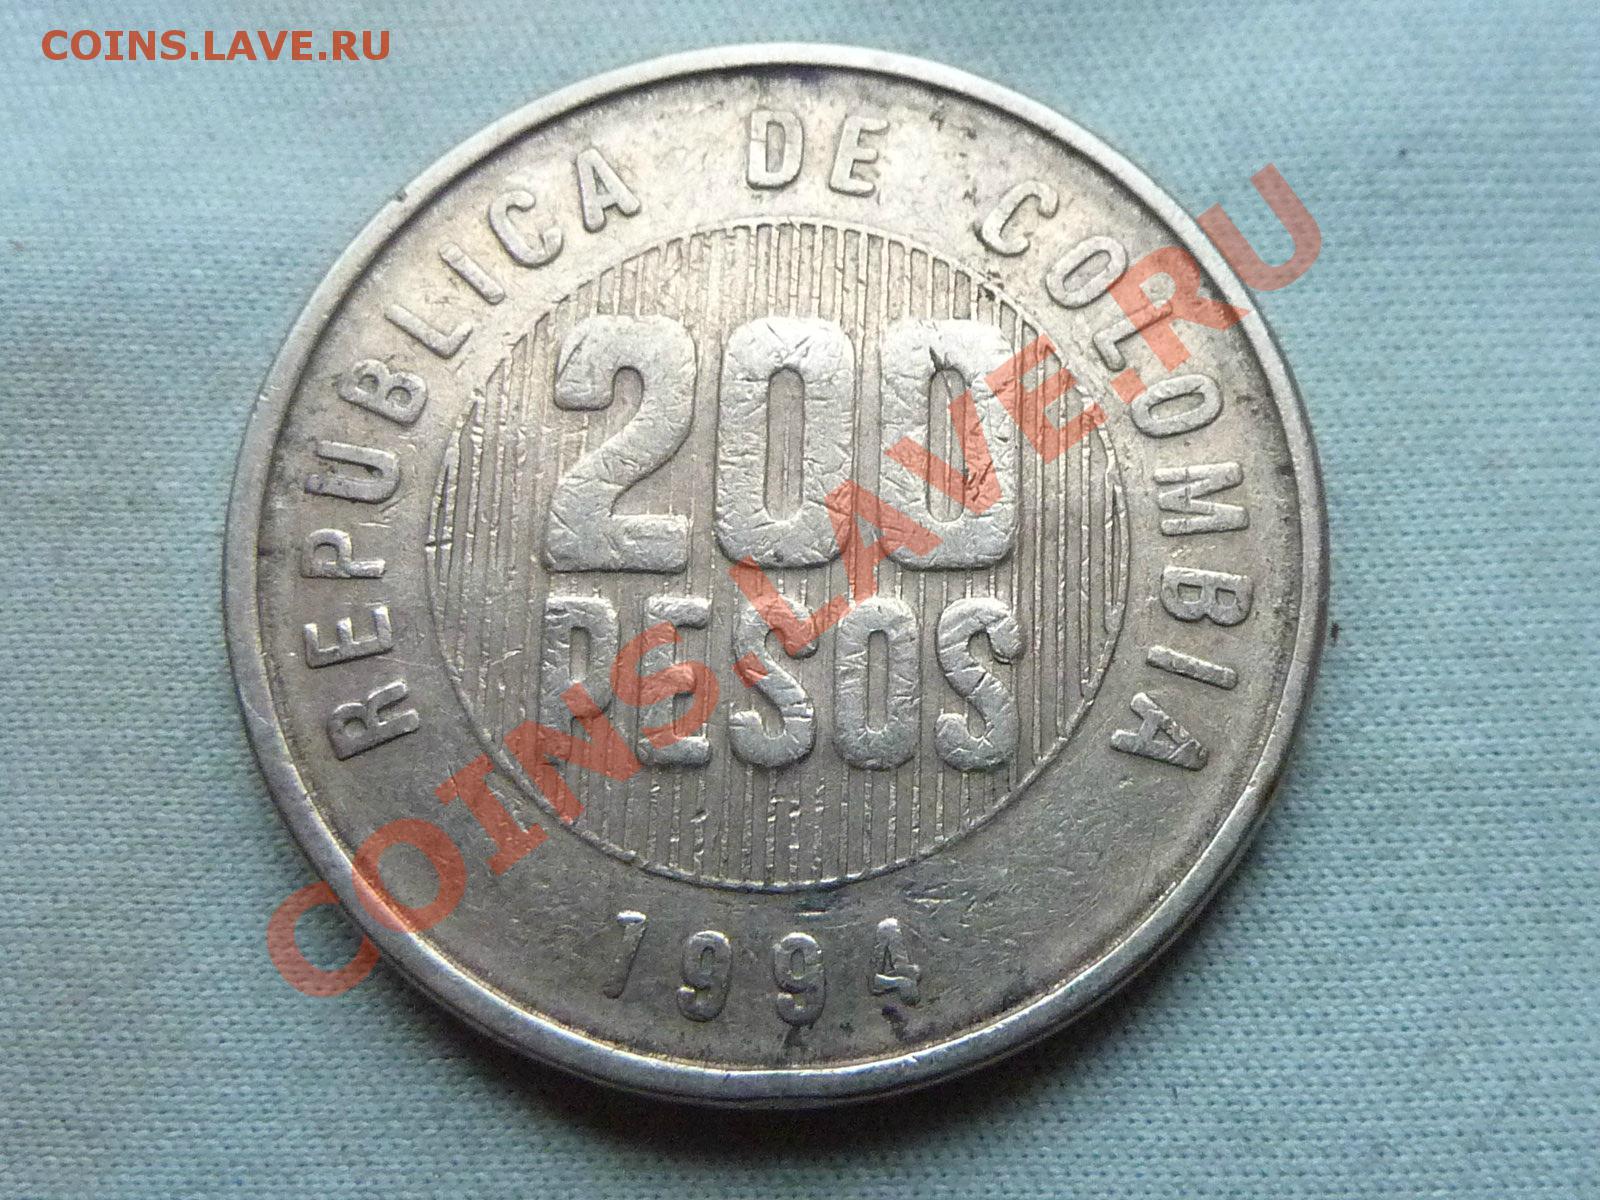 COINS.LAVE.RU
REPUBLICA DE COLOMBIA
200
PESOS
1994
COINS.LAVE.RU